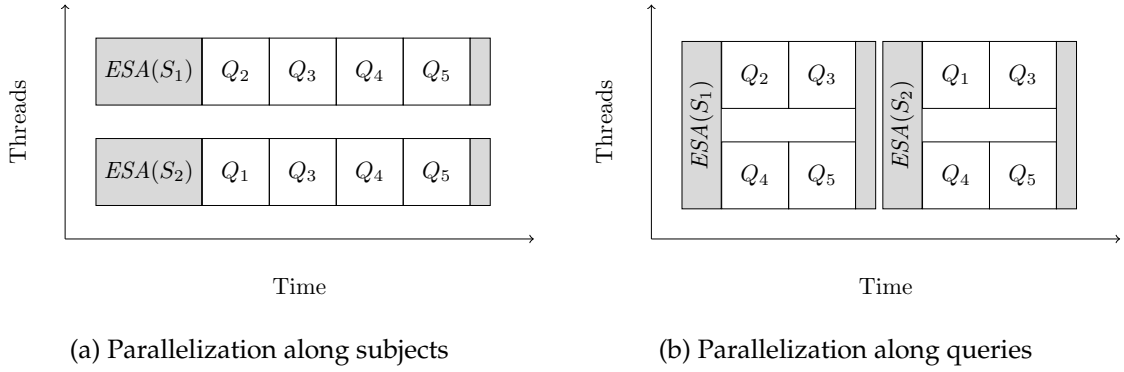 Threads
ESA(S₁) Q₂ Q₃ Q₄ Q₅
ESA(S₂) Q₁ Q₃ Q₄ Q₅
Time
(a) Parallelization along subjects
Threads
ESA(S₁)
Q₂ Q₃
Q₄ Q₅
ESA(S₂)
Q₁ Q₃
Q₄ Q₅
Time
(b) Parallelization along queries